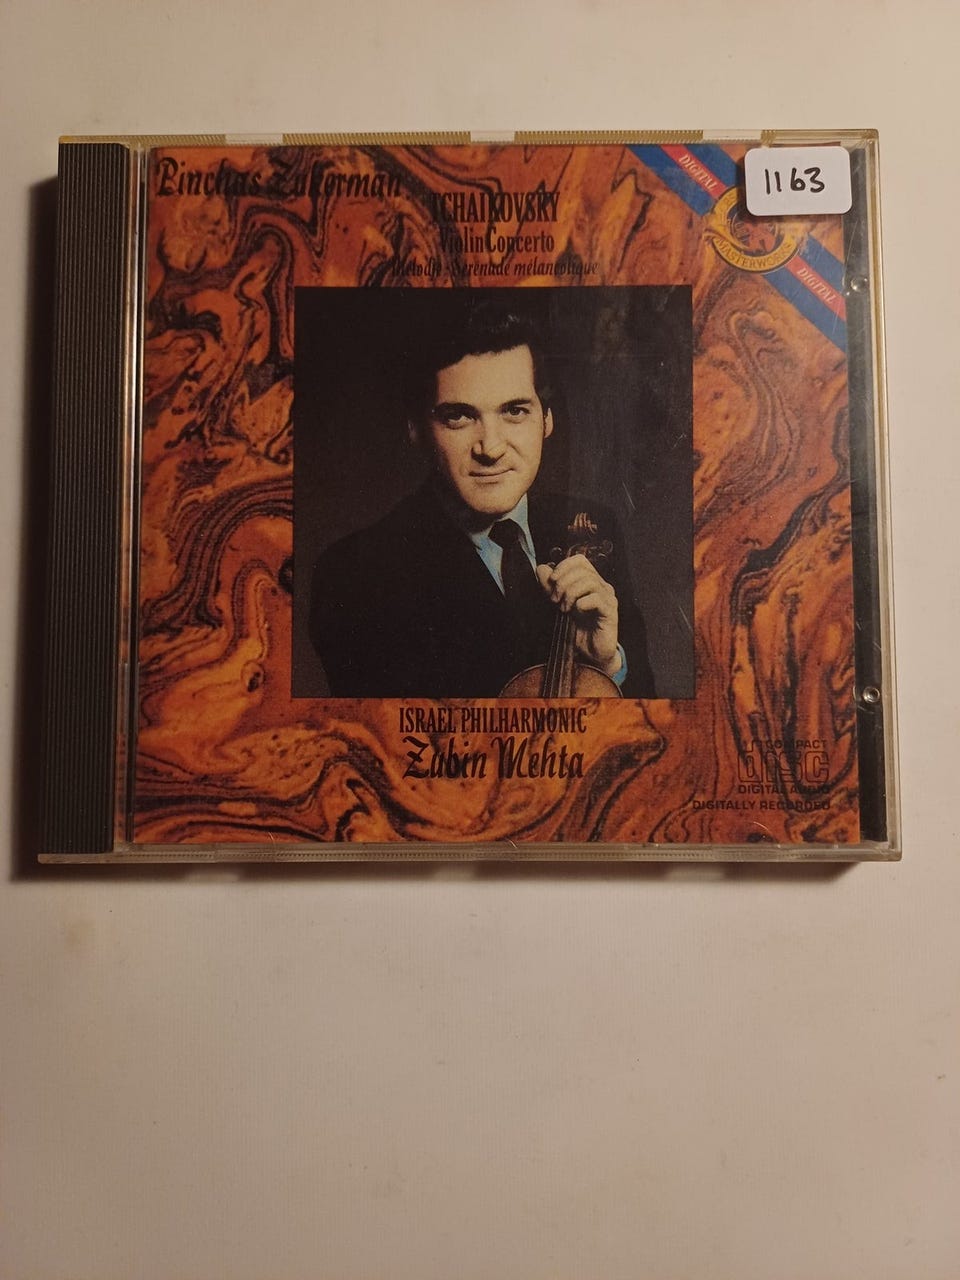 Pinchas Zukerman
TCHAIKOVSKY
Violin Concerto
Mélodie · Sérénade mélancolique
DIGITAL
1163
MASTERWORKS
DIGITAL
ISRAEL PHILHARMONIC
Zubin Mehta
COMPACT
disc
DIGITAL AUDIO
DIGITALLY RECORDED